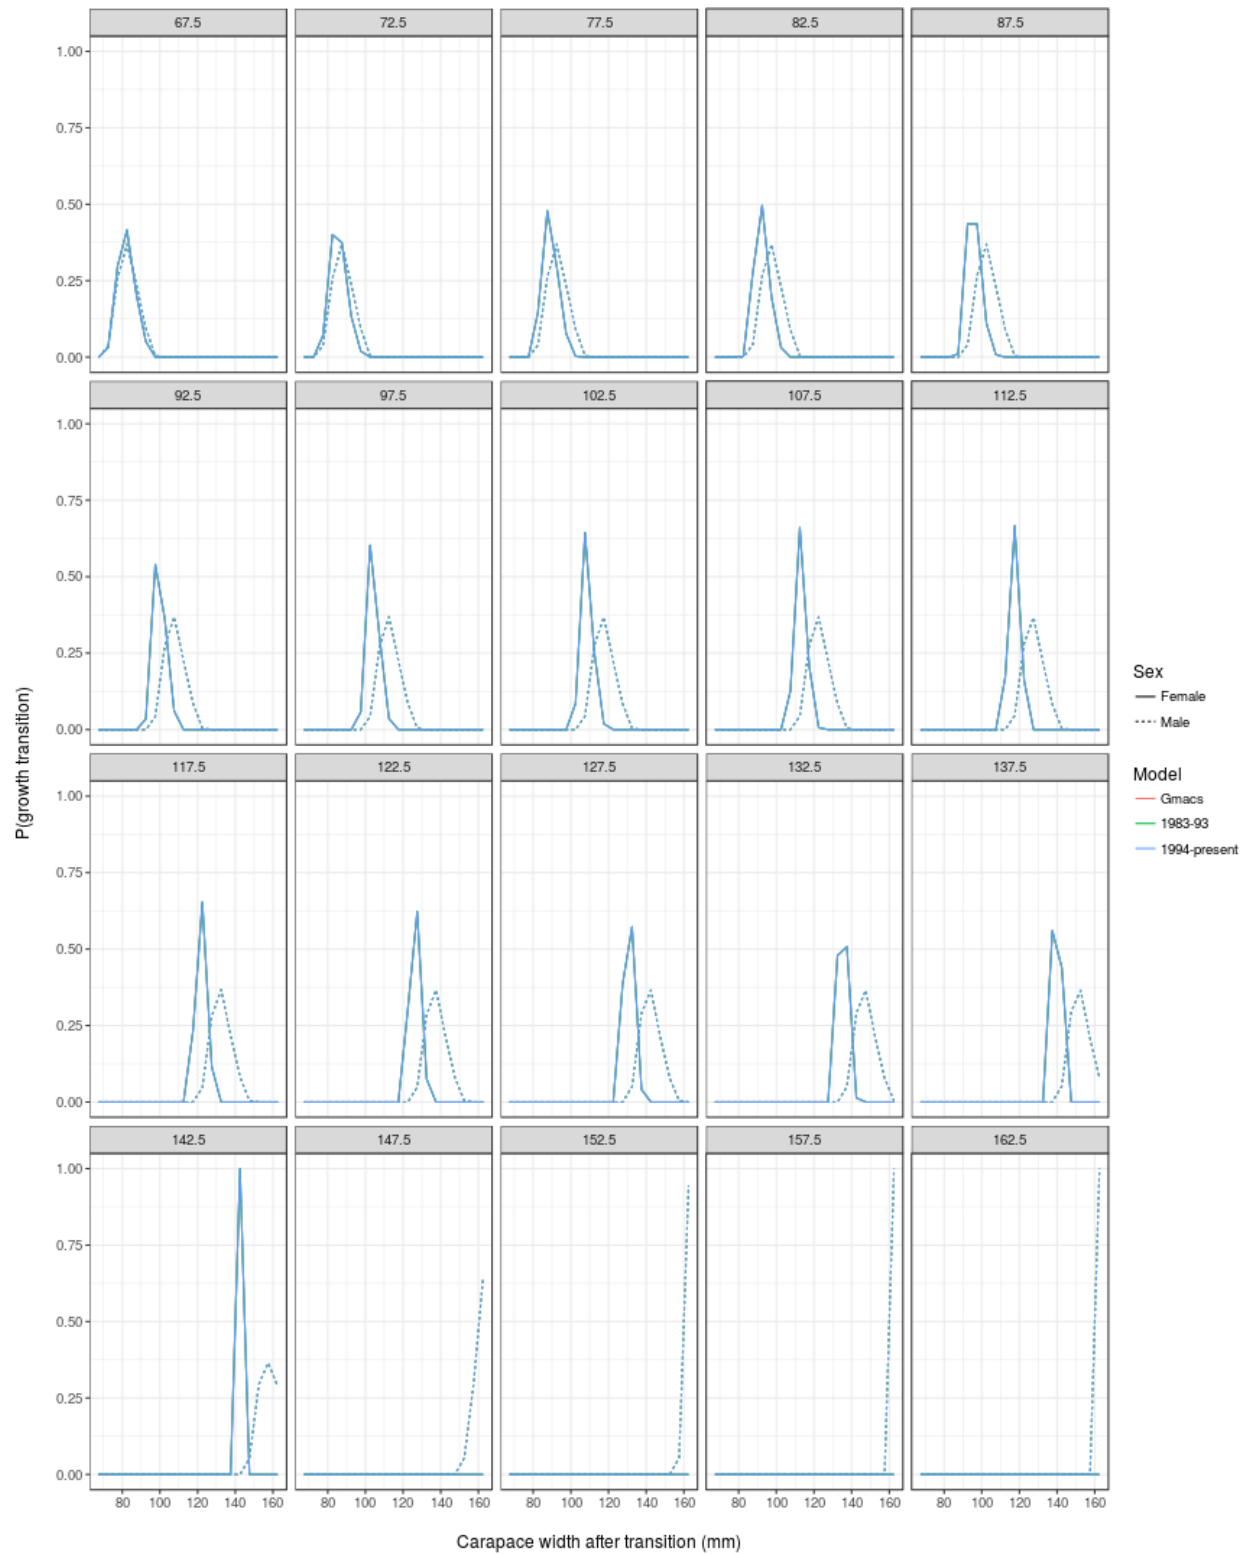 67.5 72.5 77.5 82.5 87.5
1.00
0.75
0.50
0.25
0.00
92.5 97.5 102.5 107.5 112.5
1.00
0.75
0.50
0.25
0.00
117.5 122.5 127.5 132.5 137.5
1.00
0.75
0.50
0.25
0.00
142.5 147.5 152.5 157.5 162.5
1.00
0.75
0.50
0.25
0.00
80 100 120 140 160 80 100 120 140 160 80 100 120 140 160 80 100 120 140 160 80 100 120 140 160
Carapace width after transition (mm)
P(growth transition)
Sex
Female
Male
Model
Gmacs
1983-93
1994-present